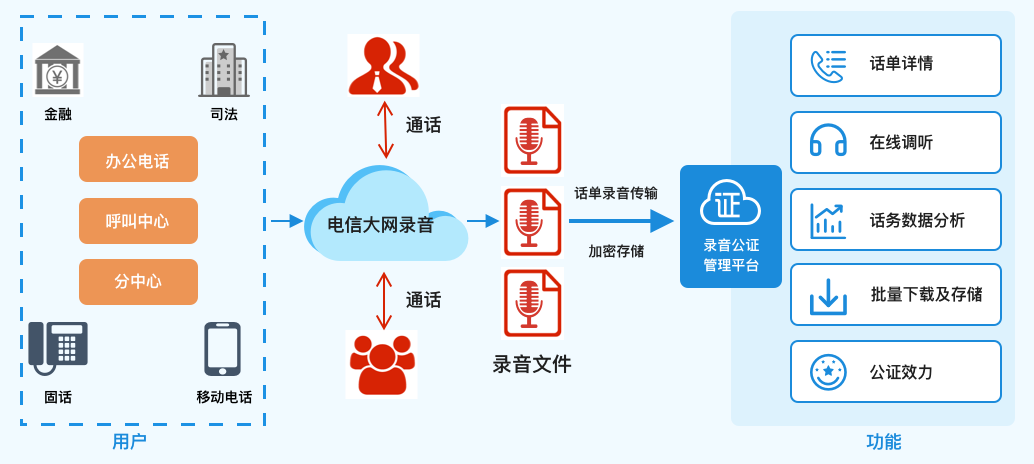 金融
司法
办公电话
呼叫中心
分中心
固话
移动电话
用户
通话
电信大网录音
通话
录音文件
话单录音传输
加密存储
证
录音公证
管理平台
话单详情
在线调听
话务数据分析
批量下载及存储
公证效力
功能